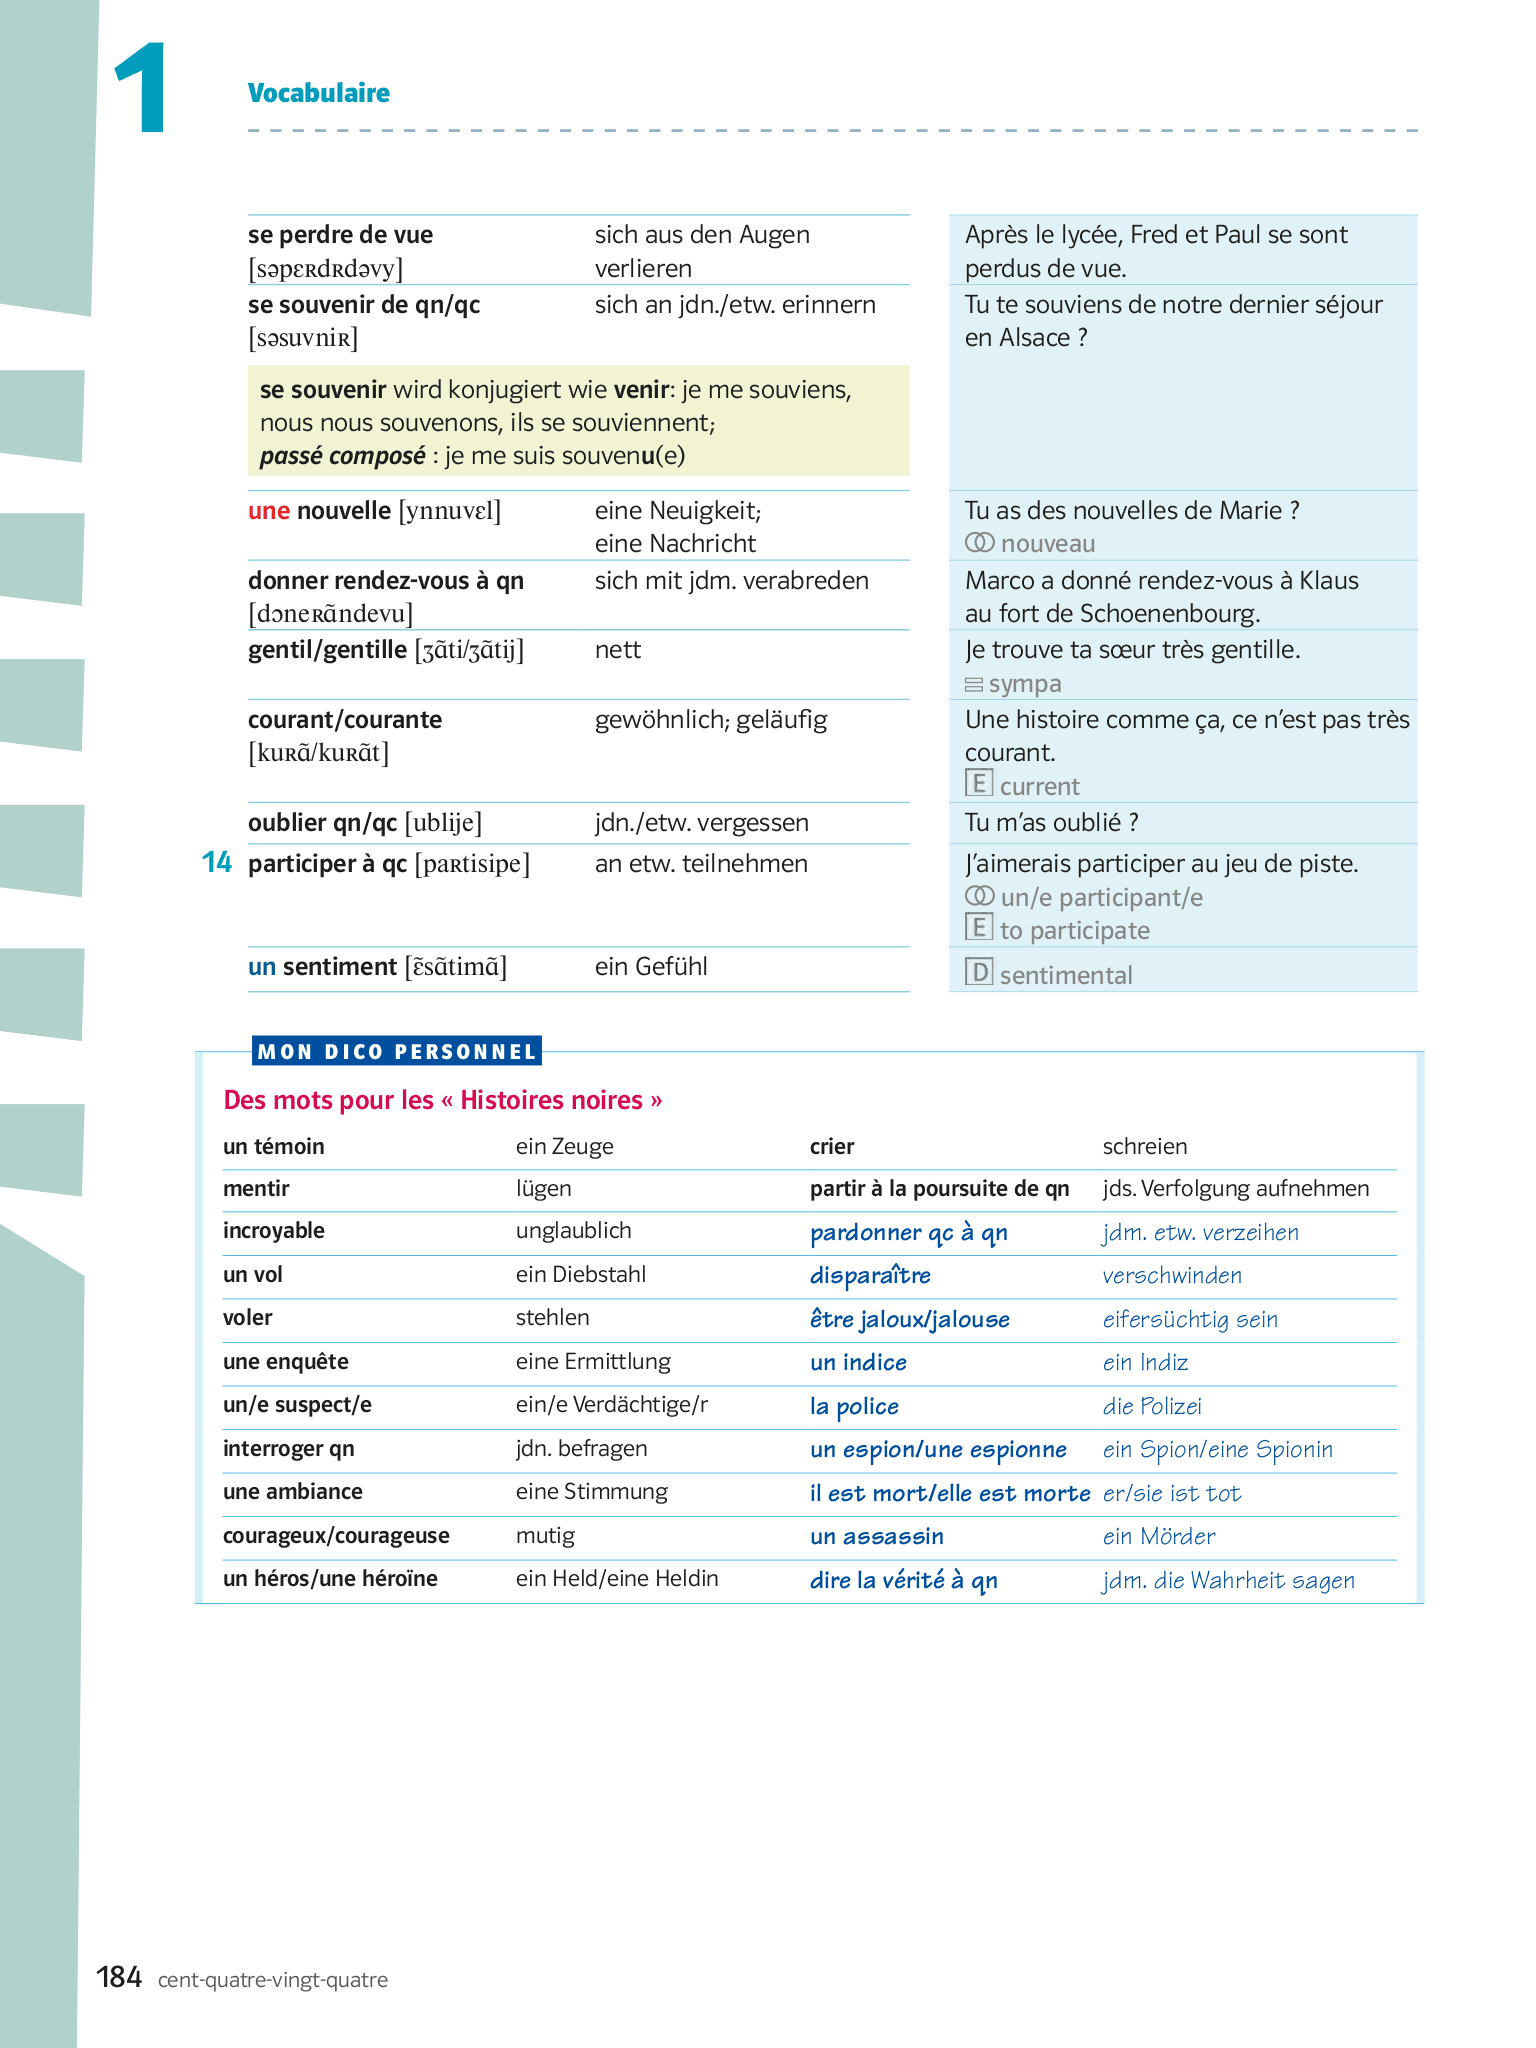 1
Vocabulaire
se perdre de vue
[səpɛʀdʀdəvy]
sich aus den Augen
verlieren
Après le lycée, Fred et Paul se sont
perdus de vue.
se souvenir de qn/qc
[səsuvniʀ]
sich an jdn./etw. erinnern
Tu te souviens de notre dernier séjour
en Alsace ?
se souvenir wird konjugiert wie venir: je me souviens,
nous nous souvenons, ils se souviennent;
passé composé : je me suis souvenu(e)
une nouvelle [ynnuvɛl]
eine Neuigkeit;
eine Nachricht
Tu as des nouvelles de Marie ?
nouveau
donner rendez-vous à qn
[dɔneʀɑ̃ndevu]
sich mit jdm. verabreden
Marco a donné rendez-vous à Klaus
au fort de Schoenenbourg.
gentil/gentille [ʒɑ̃ti/ʒɑ̃tij]
nett
Je trouve ta sœur très gentille.
= sympa
courant/courante
[kuʀɑ̃/kuʀɑ̃t]
gewöhnlich; geläufig
Une histoire comme ça, ce n’est pas très
courant.
E current
oublier qn/qc [ublije]
jdn./etw. vergessen
Tu m’as oublié ?
14 participer à qc [paʀtisipe]
an etw. teilnehmen
J’aimerais participer au jeu de piste.
un/e participant/e
E to participate
un sentiment [ɛ̃sɑ̃timɑ̃]
ein Gefühl
D sentimental
MON DICO PERSONNEL
Des mots pour les « Histoires noires »
un témoin ein Zeuge crier schreien
mentir lügen partir à la poursuite de qn jds. Verfolgung aufnehmen
incroyable unglaublich pardonner qc à qn jdm. etw. verzeihen
un vol ein Diebstahl disparaître verschwinden
voler stehlen être jaloux/jalouse eifersüchtig sein
une enquête eine Ermittlung un indice ein Indiz
un/e suspect/e ein/e Verdächtige/r la police die Polizei
interroger qn jdn. befragen un espion/une espionne ein Spion/eine Spionin
une ambiance eine Stimmung il est mort/elle est morte er/sie ist tot
courageux/courageuse mutig un assassin ein Mörder
un héros/une héroïne ein Held/eine Heldin dire la vérité à qn jdm. die Wahrheit sagen
184 cent-quatre-vingt-quatre